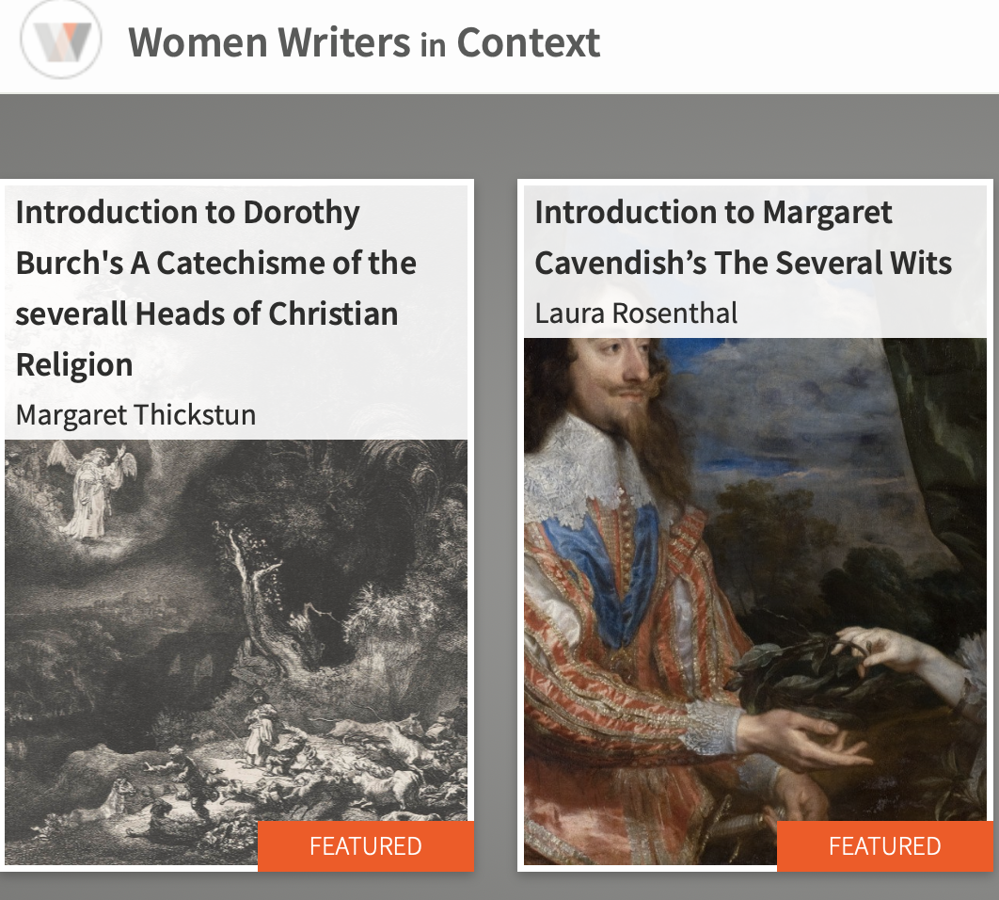 Women Writers in Context
Introduction to Dorothy
Burch's A Catechisme of the
severall Heads of Christian
Religion
Margaret Thickstun
FEATURED
Introduction to Margaret
Cavendish’s The Several Wits
Laura Rosenthal
FEATURED